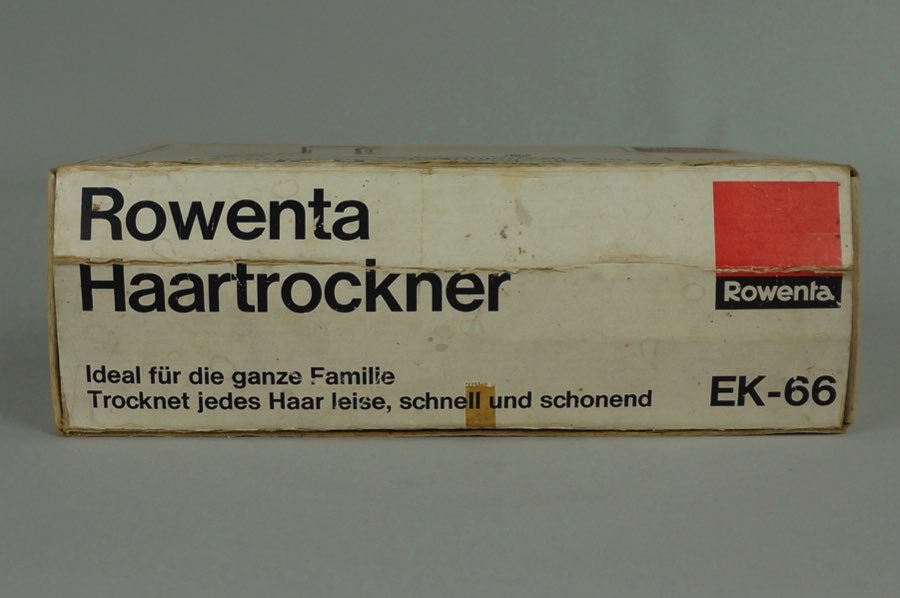 Rowenta
Haartrockner
Rowenta
Ideal für die ganze Familie
Trocknet jedes Haar leise, schnell und schonend
EK-66